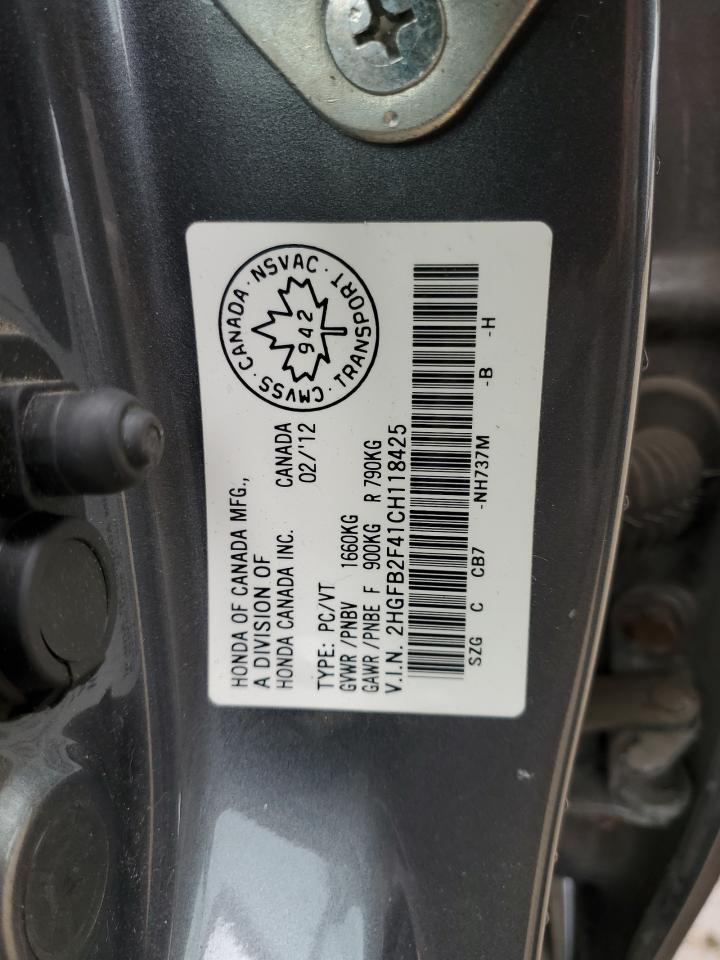 HONDA OF CANADA MFG.,
A DIVISION OF
HONDA CANADA INC.
CANADA
02/'12
CMVSS · CANADA · NSVAC · TRANSPORT ·
942
TYPE: PC/VT
GVWR /PNBV 1660KG
GAWR /PNBE F 900KG R 790KG
V.I.N. 2HGFB2F41CH118425
SZG C CB7 -NH737M -B -H